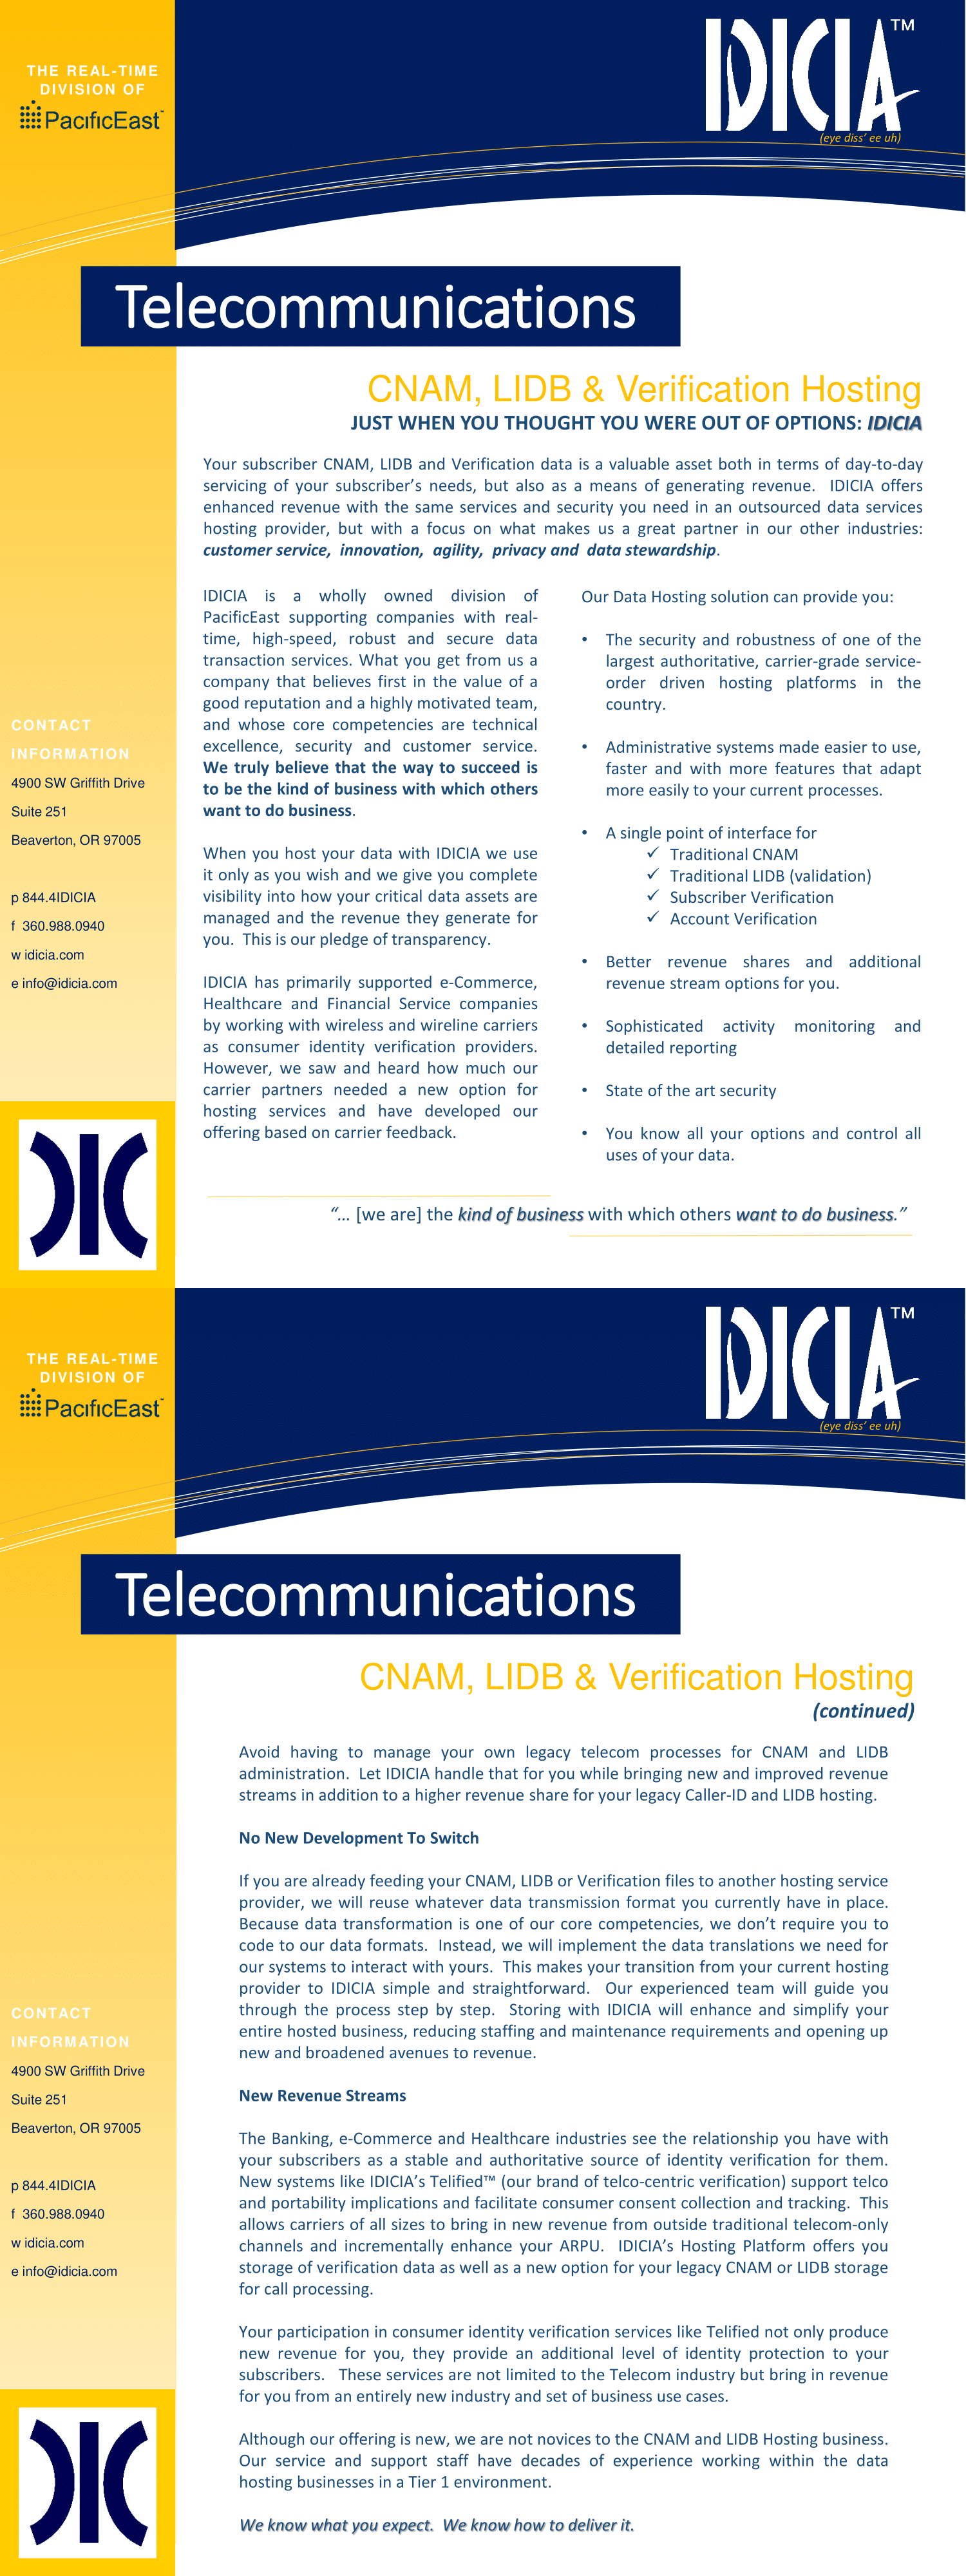 THE REAL-TIME
DIVISION OF
PacificEast
IDICIA™
(eye diss’ ee uh)
Telecommunications
CNAM, LIDB & Verification Hosting
JUST WHEN YOU THOUGHT YOU WERE OUT OF OPTIONS: IDICIA
Your subscriber CNAM, LIDB and Verification data is a valuable asset both in terms of day-to-day
servicing of your subscriber’s needs, but also as a means of generating revenue. IDICIA offers
enhanced revenue with the same services and security you need in an outsourced data services
hosting provider, but with a focus on what makes us a great partner in our other industries:
customer service, innovation, agility, privacy and data stewardship.
IDICIA is a wholly owned division of
PacificEast supporting companies with real-
time, high-speed, robust and secure data
transaction services. What you get from us a
company that believes first in the value of a
good reputation and a highly motivated team,
and whose core competencies are technical
excellence, security and customer service.
We truly believe that the way to succeed is
to be the kind of business with which others
want to do business.
When you host your data with IDICIA we use
it only as you wish and we give you complete
visibility into how your critical data assets are
managed and the revenue they generate for
you. This is our pledge of transparency.
IDICIA has primarily supported e-Commerce,
Healthcare and Financial Service companies
by working with wireless and wireline carriers
as consumer identity verification providers.
However, we saw and heard how much our
carrier partners needed a new option for
hosting services and have developed our
offering based on carrier feedback.
Our Data Hosting solution can provide you:
• The security and robustness of one of the
largest authoritative, carrier-grade service-
order driven hosting platforms in the
country.
• Administrative systems made easier to use,
faster and with more features that adapt
more easily to your current processes.
• A single point of interface for
✓ Traditional CNAM
✓ Traditional LIDB (validation)
✓ Subscriber Verification
✓ Account Verification
• Better revenue shares and additional
revenue stream options for you.
• Sophisticated activity monitoring and
detailed reporting
• State of the art security
• You know all your options and control all
uses of your data.
“... [we are] the kind of business with which others want to do business.”
CONTACT
INFORMATION
4900 SW Griffith Drive
Suite 251
Beaverton, OR 97005
p 844.4IDICIA
f 360.988.0940
w idicia.com
e info@idicia.com
THE REAL-TIME
DIVISION OF
PacificEast
IDICIA™
(eye diss’ ee uh)
Telecommunications
CNAM, LIDB & Verification Hosting
(continued)
Avoid having to manage your own legacy telecom processes for CNAM and LIDB
administration. Let IDICIA handle that for you while bringing new and improved revenue
streams in addition to a higher revenue share for your legacy Caller-ID and LIDB hosting.
No New Development To Switch
If you are already feeding your CNAM, LIDB or Verification files to another hosting service
provider, we will reuse whatever data transmission format you currently have in place.
Because data transformation is one of our core competencies, we don’t require you to
code to our data formats. Instead, we will implement the data translations we need for
our systems to interact with yours. This makes your transition from your current hosting
provider to IDICIA simple and straightforward. Our experienced team will guide you
through the process step by step. Storing with IDICIA will enhance and simplify your
entire hosted business, reducing staffing and maintenance requirements and opening up
new and broadened avenues to revenue.
New Revenue Streams
The Banking, e-Commerce and Healthcare industries see the relationship you have with
your subscribers as a stable and authoritative source of identity verification for them.
New systems like IDICIA’s Telified™ (our brand of telco-centric verification) support telco
and portability implications and facilitate consumer consent collection and tracking. This
allows carriers of all sizes to bring in new revenue from outside traditional telecom-only
channels and incrementally enhance your ARPU. IDICIA’s Hosting Platform offers you
storage of verification data as well as a new option for your legacy CNAM or LIDB storage
for call processing.
Your participation in consumer identity verification services like Telified not only produce
new revenue for you, they provide an additional level of identity protection to your
subscribers. These services are not limited to the Telecom industry but bring in revenue
for you from an entirely new industry and set of business use cases.
Although our offering is new, we are not novices to the CNAM and LIDB Hosting business.
Our service and support staff have decades of experience working within the data
hosting businesses in a Tier 1 environment.
We know what you expect. We know how to deliver it.
CONTACT
INFORMATION
4900 SW Griffith Drive
Suite 251
Beaverton, OR 97005
p 844.4IDICIA
f 360.988.0940
w idicia.com
e info@idicia.com